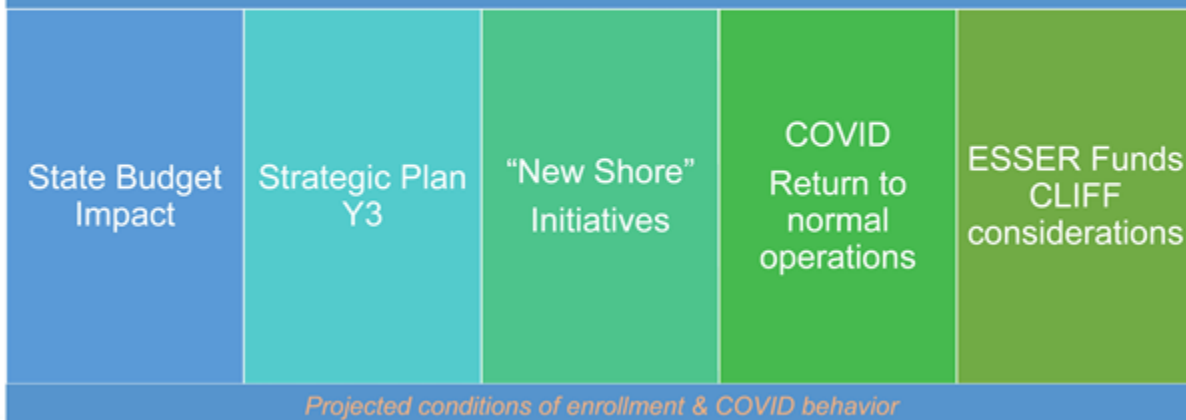 State Budget
Impact
Strategic Plan
Y3
“New Shore”
Initiatives
COVID
Return to
normal
operations
ESSER Funds
CLIFF
considerations
Projected conditions of enrollment & COVID behavior